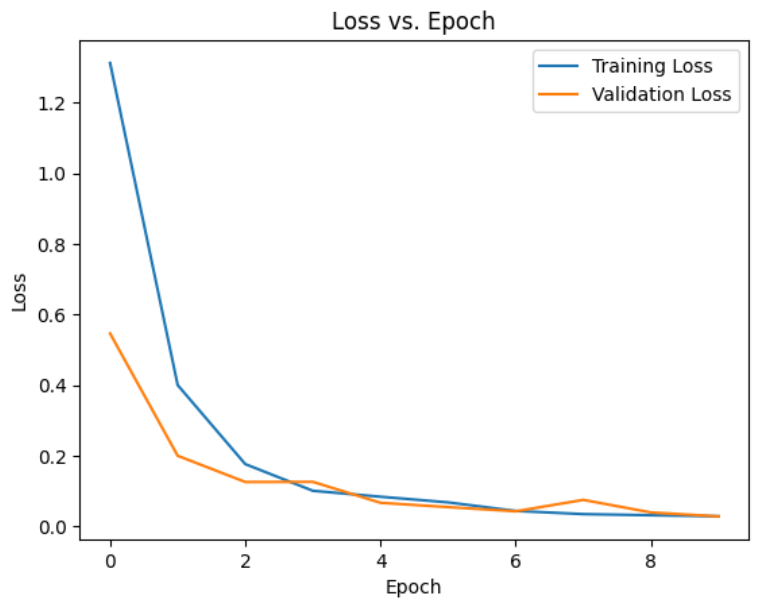 Loss vs. Epoch
Training Loss
Validation Loss
1.2
1.0
0.8
0.6
0.4
0.2
0.0
Loss
0 2 4 6 8
Epoch